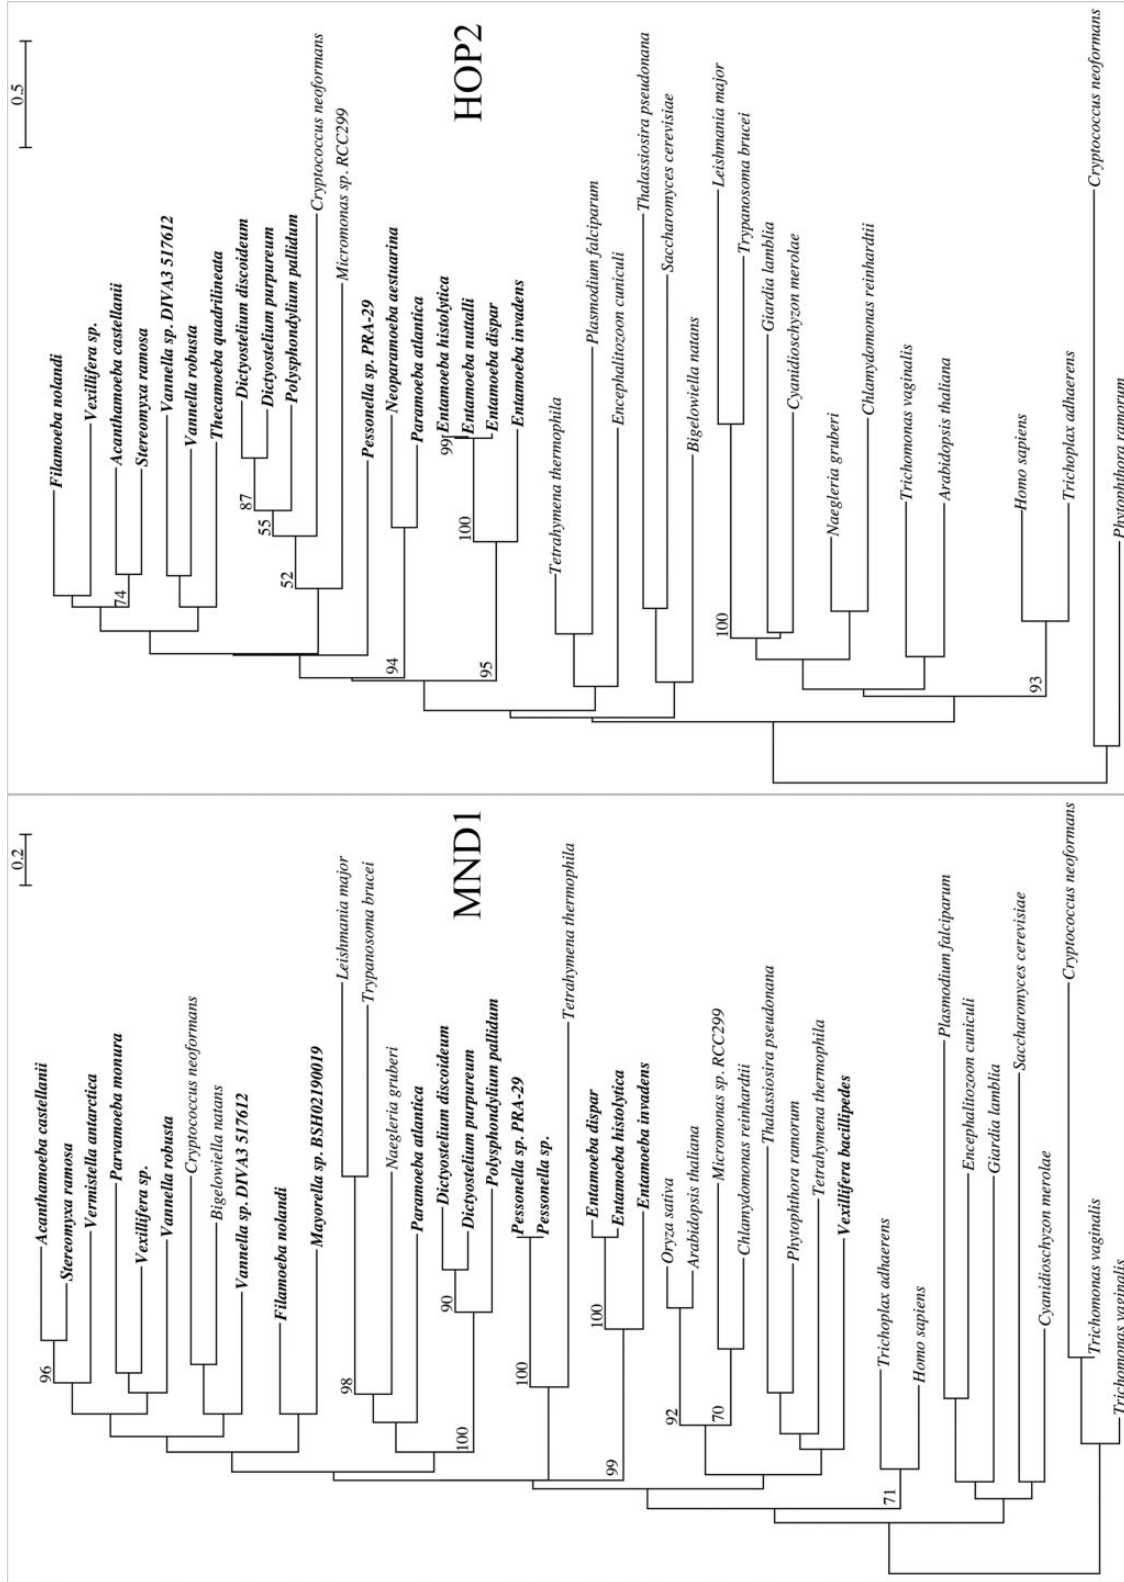 0.5
HOP2
Filamoeba nolandi
Vexillifera sp.
Acanthamoeba castellanii
74
Stereomyxa ramosa
Vannella sp. DIVA3 517612
Vannella robusta
Thecamoeba quadrilineata
Dictyostelium discoideum
87
Dictyostelium purpureum
55
Polysphondylium pallidum
52
Cryptococcus neoformans
Micromonas sp. RCC299
Pessonella sp. PRA-29
Neoparamoeba aestuarina
94
Paramoeba atlantica
Entamoeba histolytica
99
Entamoeba nuttalli
100
Entamoeba dispar
95
Entamoeba invadens
Tetrahymena thermophila
Plasmodium falciparum
Encephalitozoon cuniculi
Thalassiosira pseudonana
Saccharomyces cerevisiae
Bigelowiella natans
Leishmania major
100
Trypanosoma brucei
Giardia lamblia
Cyanidioschyzon merolae
Naegleria gruberi
Chlamydomonas reinhardtii
Trichomonas vaginalis
Arabidopsis thaliana
Homo sapiens
93
Trichoplax adhaerens
Cryptococcus neoformans
Phytophthora ramorum
0.2
MND1
Acanthamoeba castellanii
96
Stereomyxa ramosa
Vermistella antarctica
Parvamoeba monura
Vexillifera sp.
Vannella robusta
Cryptococcus neoformans
Bigelowiella natans
Vannella sp. DIVA3 517612
Filamoeba nolandi
Mayorella sp. BSH02190019
Leishmania major
98
Trypanosoma brucei
Naegleria gruberi
Paramoeba atlantica
Dictyostelium discoideum
90
Dictyostelium purpureum
100
Polysphondylium pallidum
Pessonella sp. PRA-29
100
Pessonella sp.
Tetrahymena thermophila
Entamoeba dispar
100
Entamoeba histolytica
99
Entamoeba invadens
Oryza sativa
92
Arabidopsis thaliana
Micromonas sp. RCC299
70
Chlamydomonas reinhardtii
Thalassiosira pseudonana
Phytophthora ramorum
Tetrahymena thermophila
Vexillifera bacillipedes
Trichoplax adhaerens
71
Homo sapiens
Plasmodium falciparum
Encephalitozoon cuniculi
Giardia lamblia
Saccharomyces cerevisiae
Cyanidioschyzon merolae
Cryptococcus neoformans
Trichomonas vaginalis
Trichomonas vaginalis